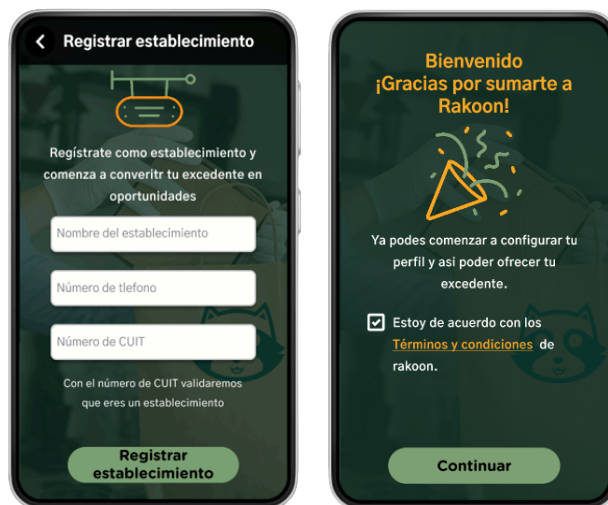 Registrar establecimiento
Regístrate como establecimiento y
comenza a converitr tu excedente en
oportunidades
Nombre del establecimiento
Número de tlefono
Número de CUIT
Con el número de CUIT validaremos
que eres un establecimiento
Registrar
establecimiento
Bienvenido
¡Gracias por sumarte a
Rakoon!
Ya podes comenzar a configurar tu
perfil y asi poder ofrecer tu
excedente.
Estoy de acuerdo con los
Términos y condiciones de
rakoon.
Continuar